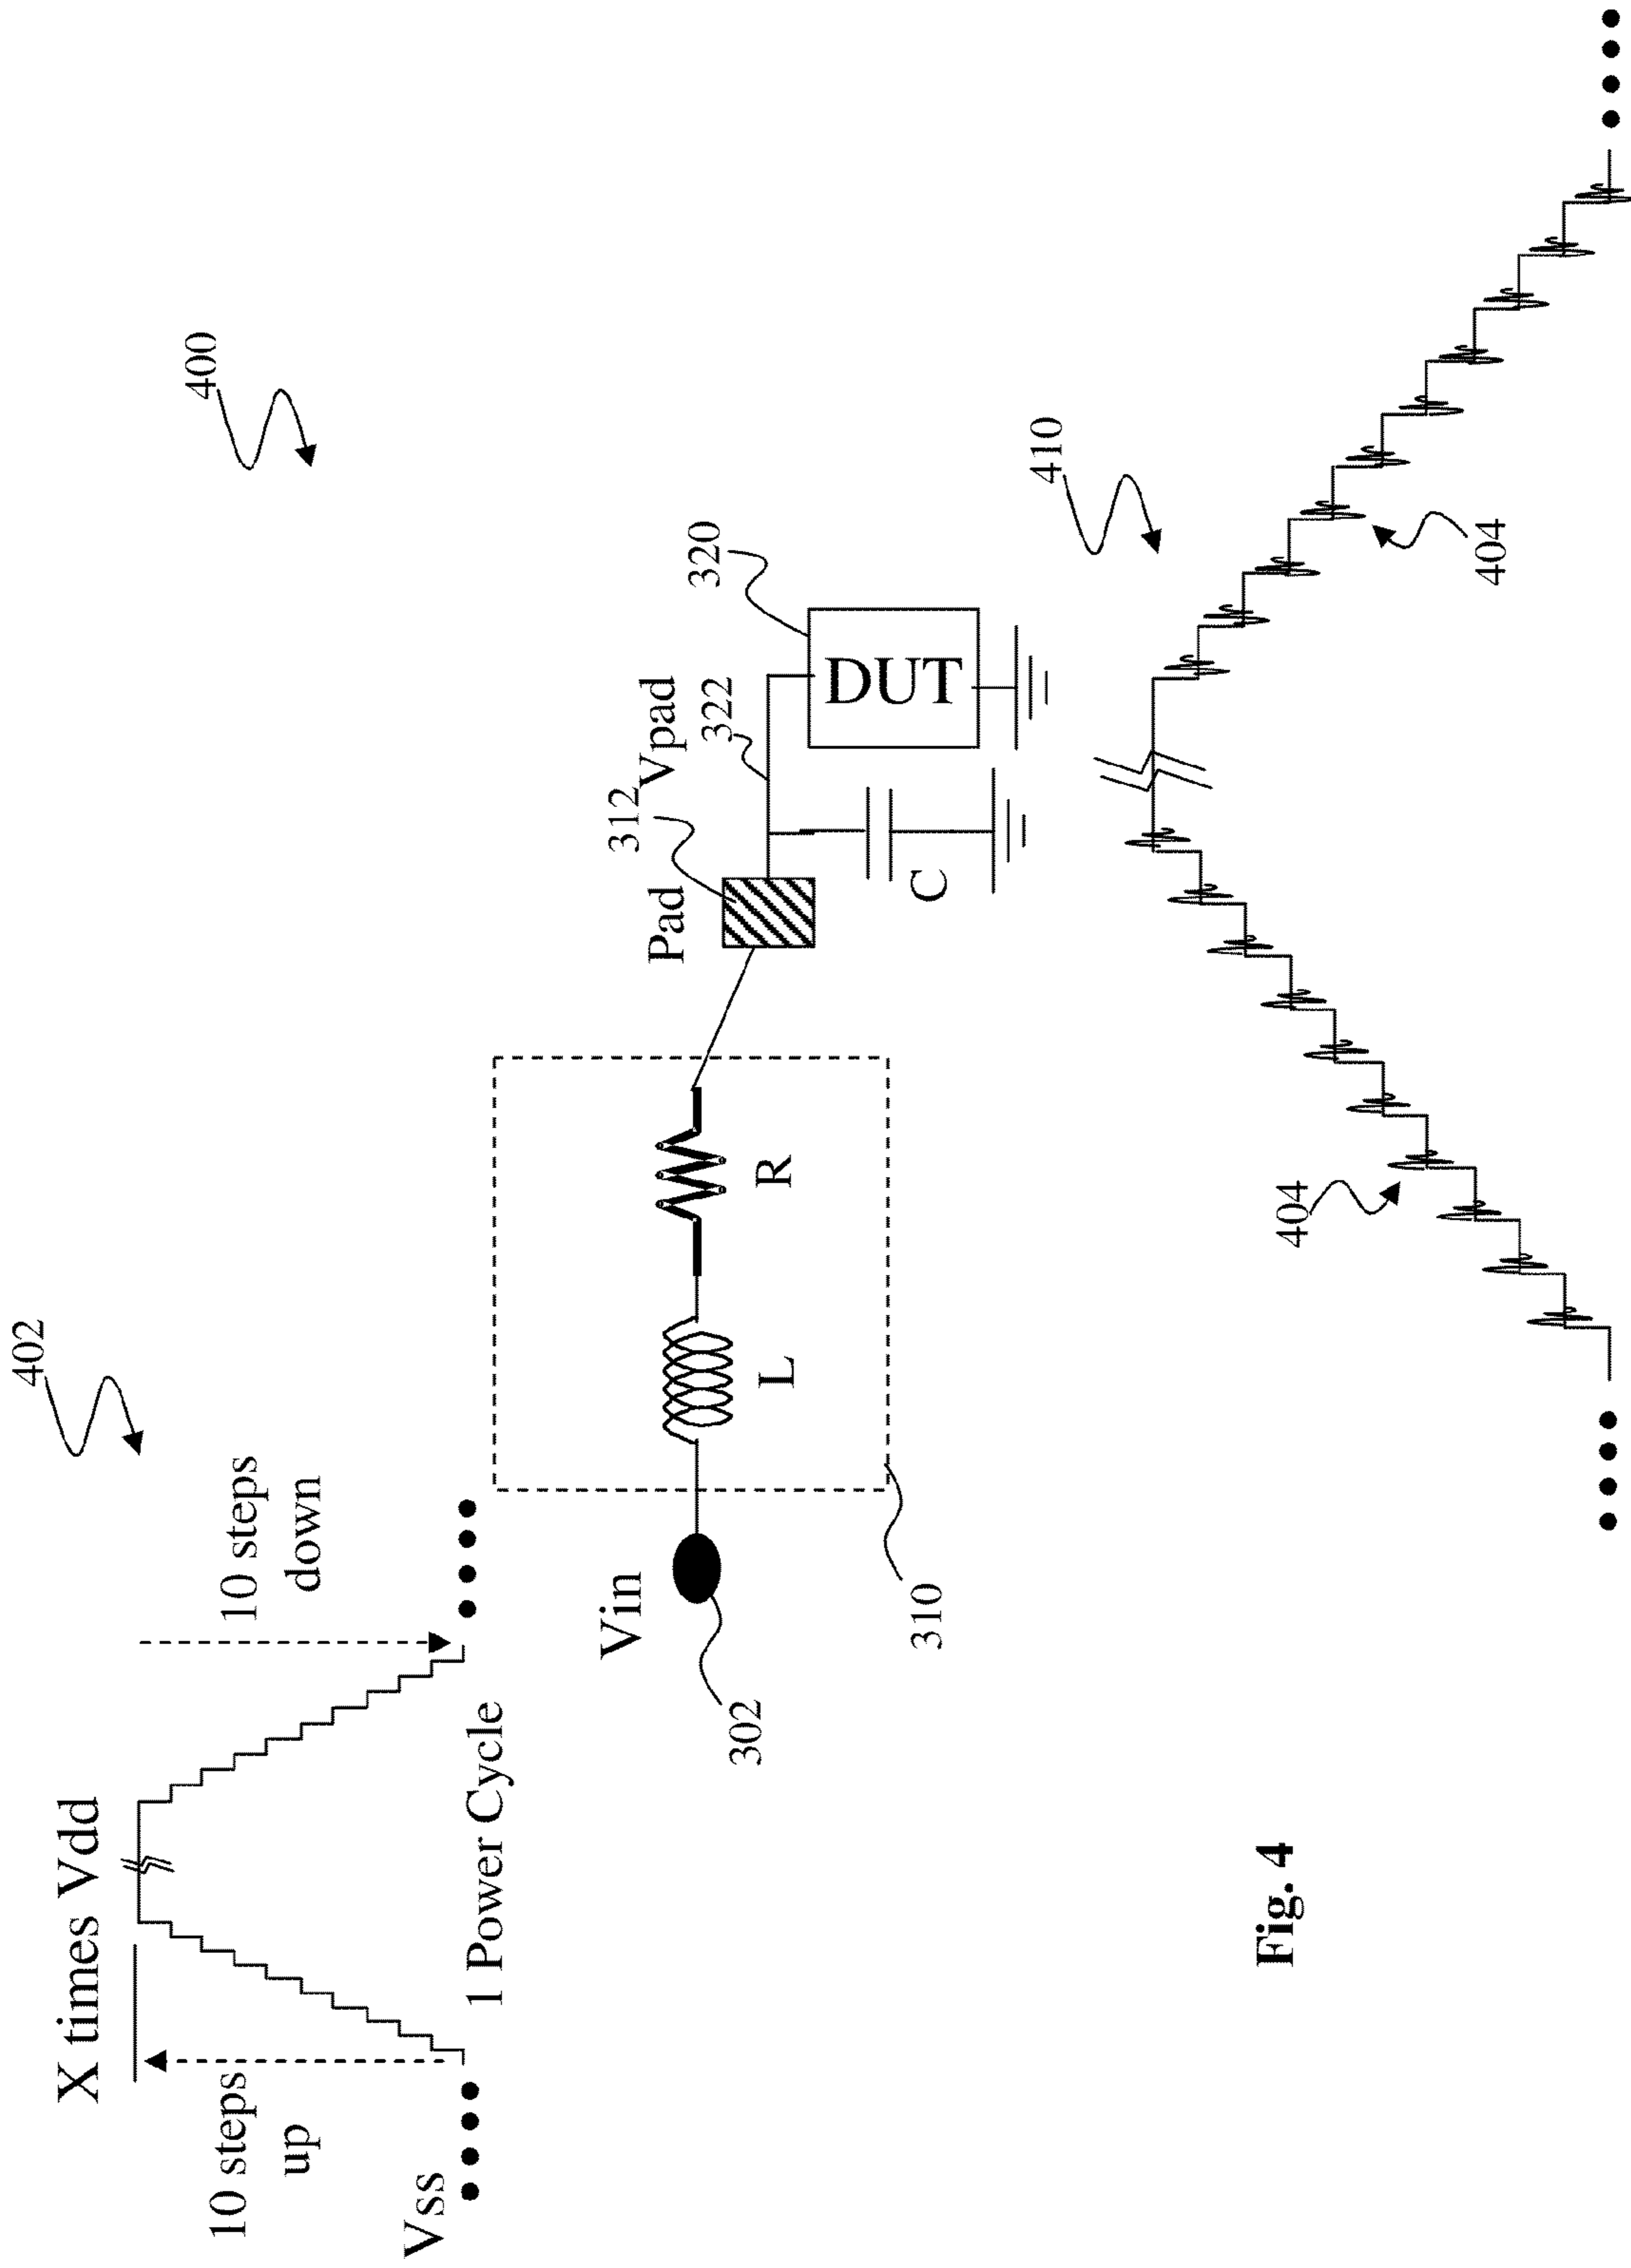 400
402
X times Vdd
10 steps
up
10 steps
down
Vss
1 Power Cycle
Vin
302
310
L
R
Pad
312
Vpad
322
320
DUT
C
410
404
404
Fig. 4